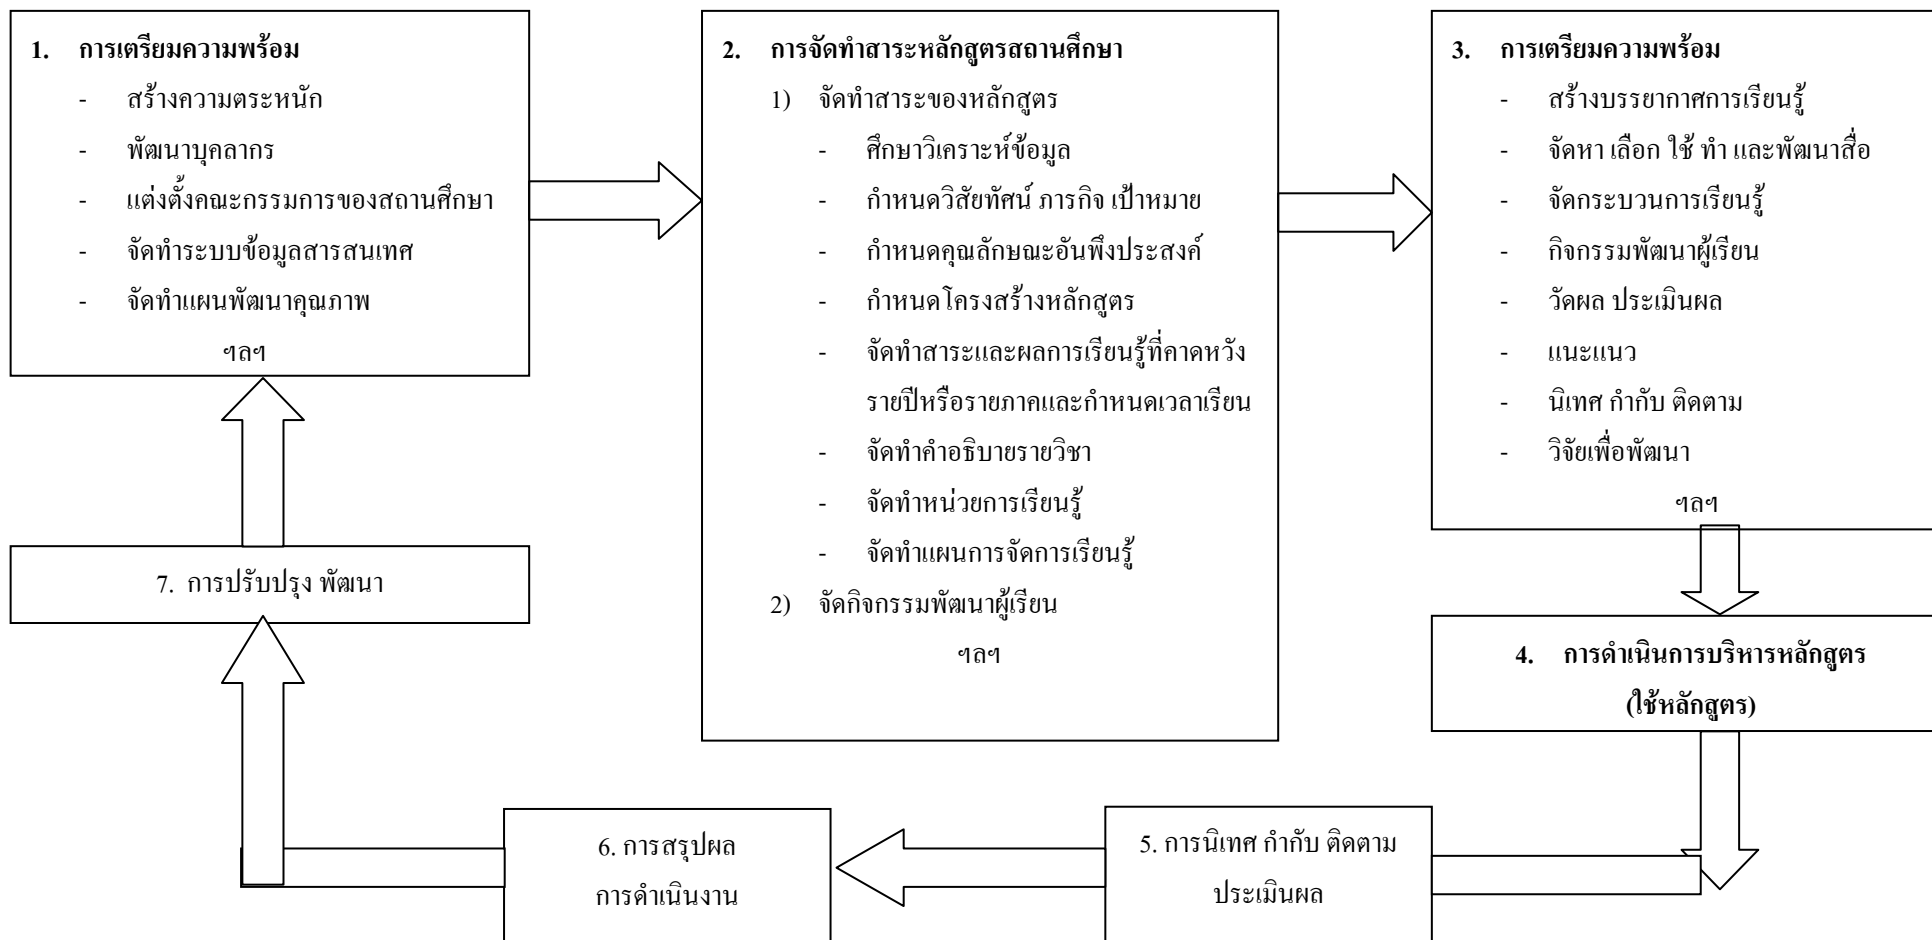 1. การเตรียมความพร้อม
- สร้างความตระหนัก
- พัฒนาบุคลากร
- แต่งตั้งคณะกรรมการของสถานศึกษา
- จัดทำระบบข้อมูลสารสนเทศ
- จัดทำแผนพัฒนาคุณภาพ
ฯลฯ
2. การจัดทำสาระหลักสูตรสถานศึกษา
1) จัดทำสาระของหลักสูตร
- ศึกษาวิเคราะห์ข้อมูล
- กำหนดวิสัยทัศน์ ภารกิจ เป้าหมาย
- กำหนดคุณลักษณะอันพึงประสงค์
- กำหนดโครงสร้างหลักสูตร
- จัดทำสาระและผลการเรียนรู้ที่คาดหวัง
รายปีหรือรายภาคและกำหนดเวลาเรียน
- จัดทำคำอธิบายรายวิชา
- จัดทำหน่วยการเรียนรู้
- จัดทำแผนการจัดการเรียนรู้
2) จัดกิจกรรมพัฒนาผู้เรียน
ฯลฯ
3. การเตรียมความพร้อม
- สร้างบรรยากาศการเรียนรู้
- จัดหา เลือก ใช้ ทำ และพัฒนาสื่อ
- จัดกระบวนการเรียนรู้
- กิจกรรมพัฒนาผู้เรียน
- วัดผล ประเมินผล
- แนะแนว
- นิเทศ กำกับ ติดตาม
- วิจัยเพื่อพัฒนา
ฯลฯ
4. การดำเนินการบริหารหลักสูตร
(ใช้หลักสูตร)
5. การนิเทศ กำกับ ติดตาม
ประเมินผล
6. การสรุปผล
การดำเนินงาน
7. การปรับปรุง พัฒนา